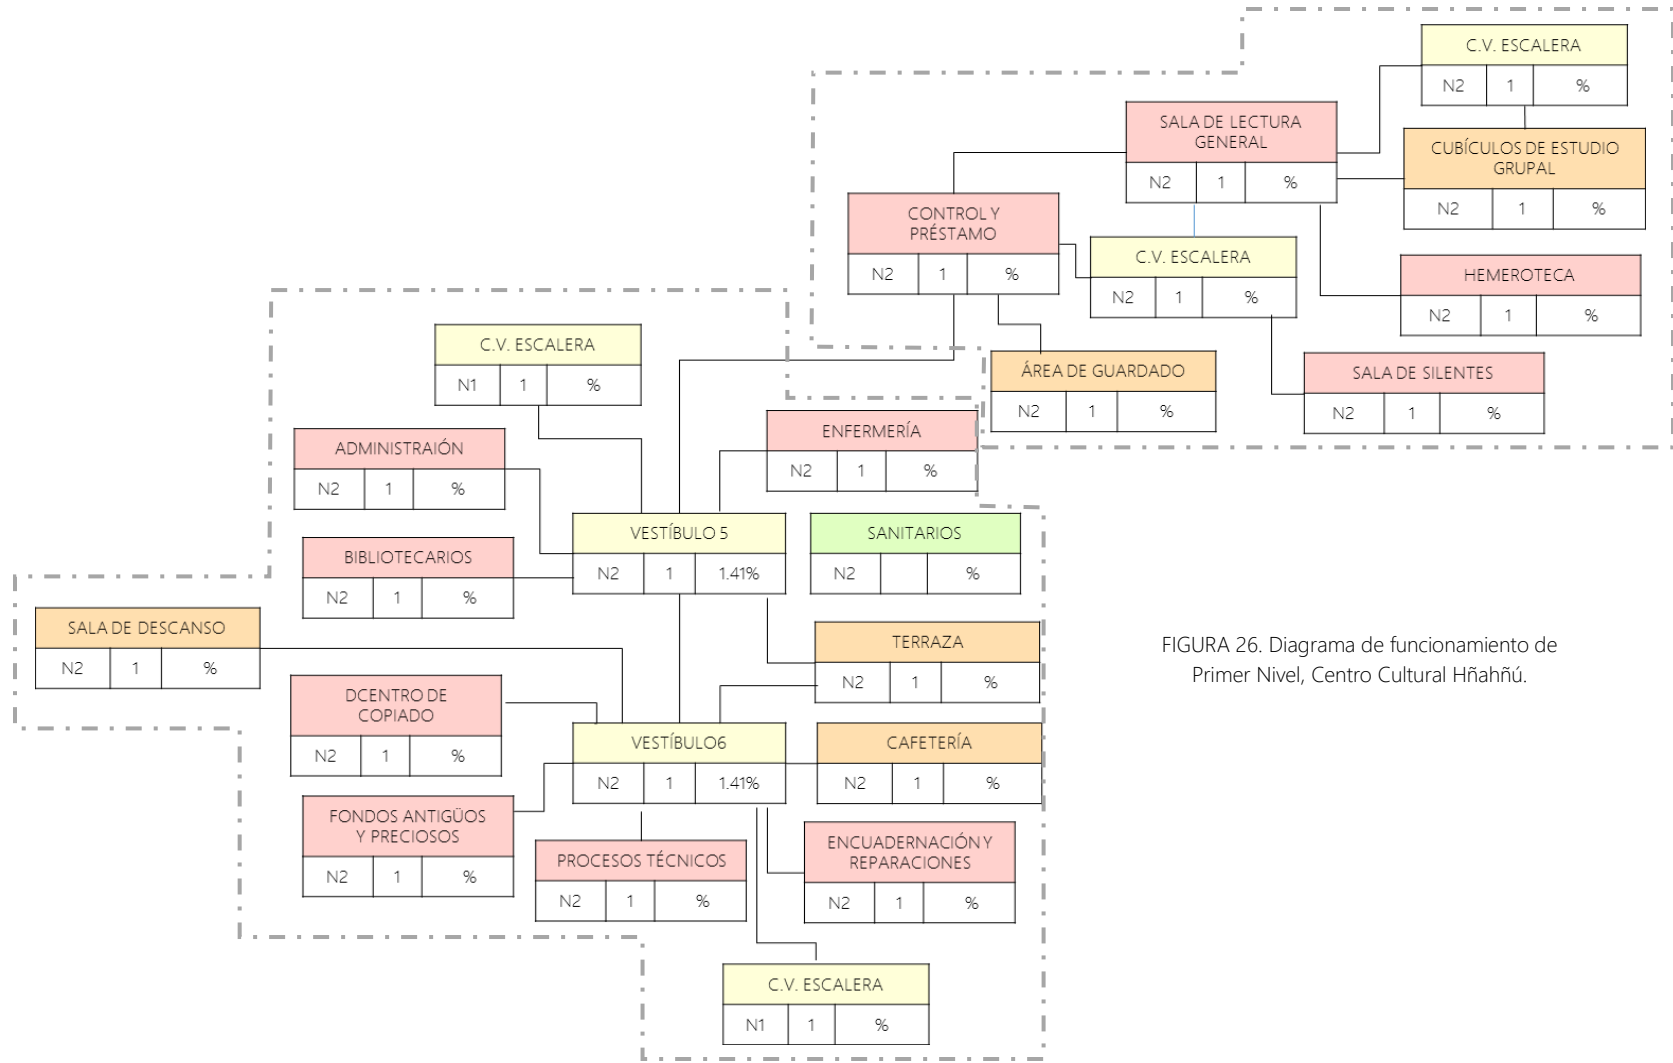 C.V. ESCALERA
N2 1 %
SALA DE LECTURA
GENERAL
N2 1 %
CUBÍCULOS DE ESTUDIO
GRUPAL
N2 1 %
CONTROL Y
PRÉSTAMO
N2 1 %
C.V. ESCALERA
N2 1 %
HEMEROTECA
N2 1 %
ÁREA DE GUARDADO
N2 1 %
SALA DE SILENTES
N2 1 %
C.V. ESCALERA
N1 1 %
ENFERMERÍA
N2 1 %
ADMINISTRAIÓN
N2 1 %
VESTÍBULO 5
N2 1 1.41%
SANITARIOS
N2 %
BIBLIOTECARIOS
N2 1 %
SALA DE DESCANSO
N2 1 %
TERRAZA
N2 1 %
FIGURA 26. Diagrama de funcionamiento de
Primer Nivel, Centro Cultural Hñahñú.
DCENTRO DE
COPIADO
N2 1 %
VESTÍBULO6
N2 1 1.41%
CAFETERÍA
N2 1 %
FONDOS ANTIGÜOS
Y PRECIOSOS
N2 1 %
PROCESOS TÉCNICOS
N2 1 %
ENCUADERNACIÓN Y
REPARACIONES
N2 1 %
C.V. ESCALERA
N1 1 %